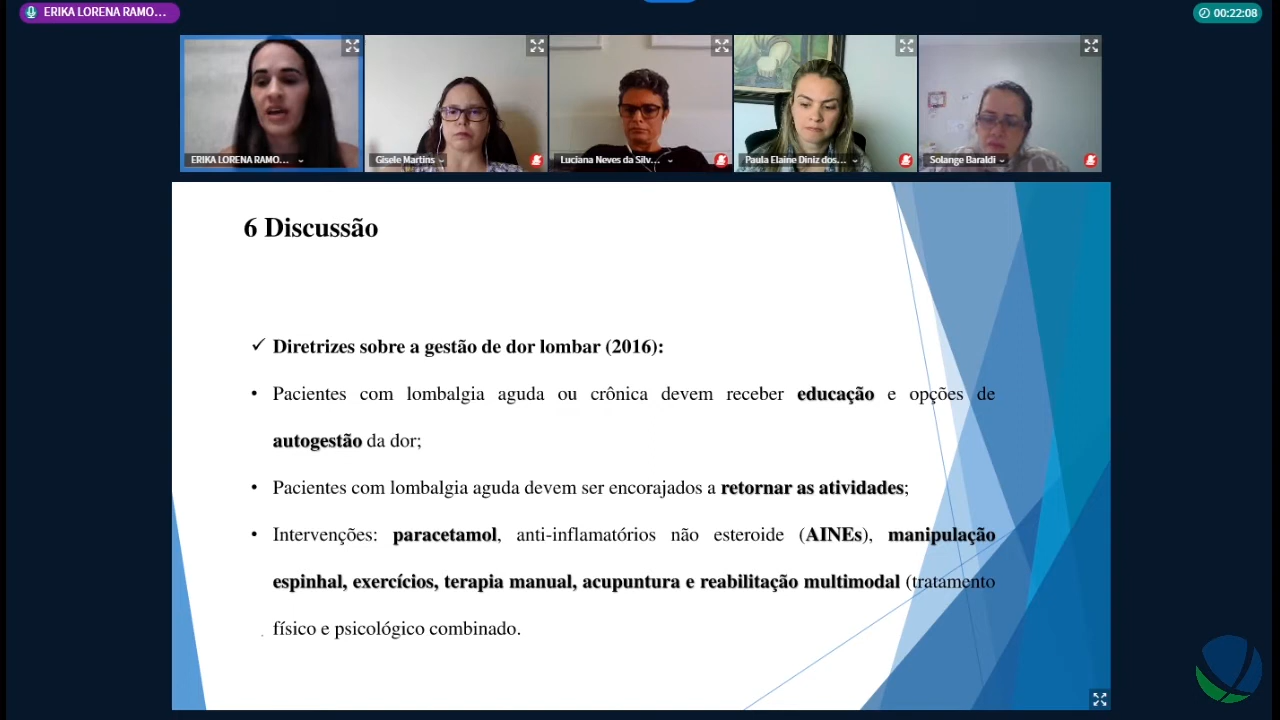 ERIKA LORENA RAMO...
00:22:08
ERIKA LORENA RAMO...
Gisele Martins
Luciana Neves da Silv...
Paula Elaine Diniz dos...
Solange Baraldi
6 Discussão
✓ Diretrizes sobre a gestão de dor lombar (2016):
• Pacientes com lombalgia aguda ou crônica devem receber educação e opções de
autogestão da dor;
• Pacientes com lombalgia aguda devem ser encorajados a retornar as atividades;
• Intervenções: paracetamol, anti-inflamatórios não esteroide (AINEs), manipulação
espinhal, exercícios, terapia manual, acupuntura e reabilitação multimodal (tratamento
físico e psicológico combinado.